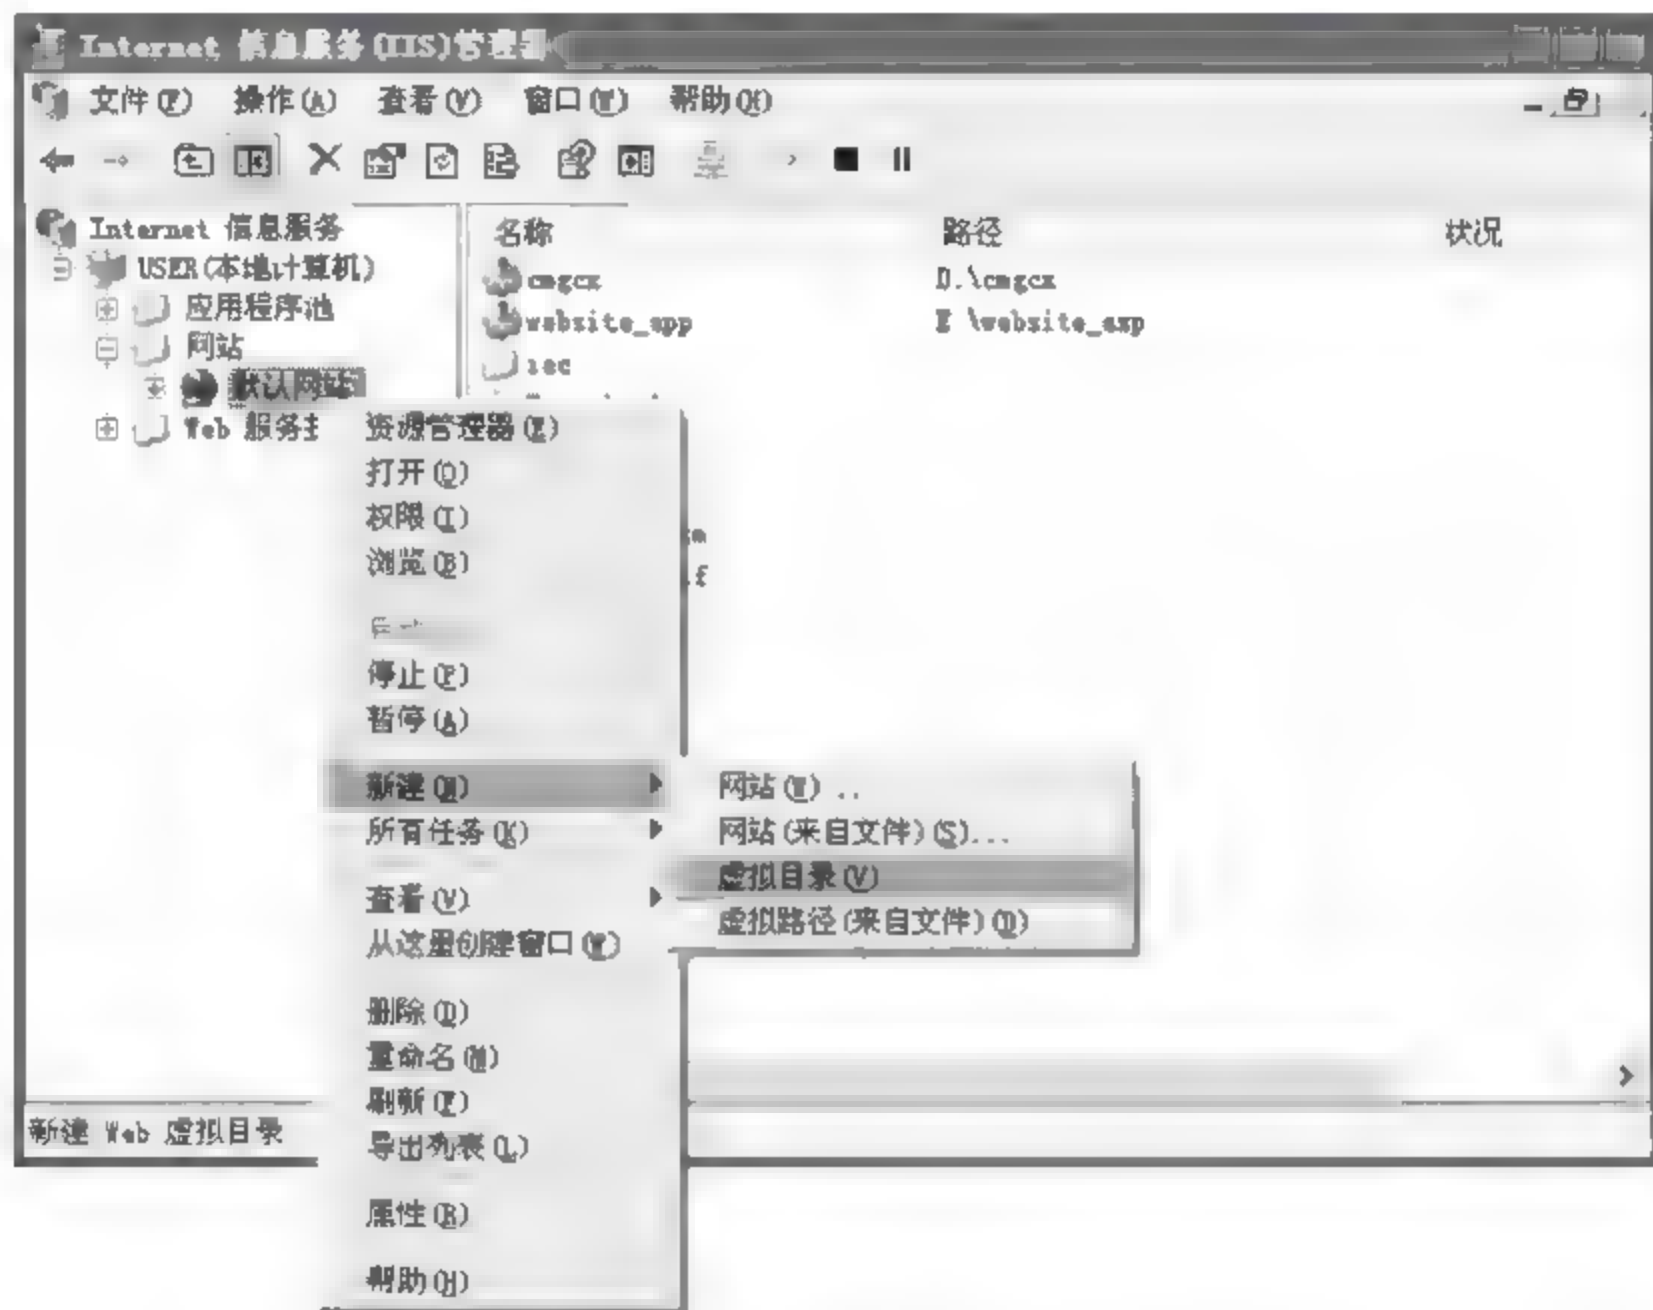 Internet 信息服务(IIS)管理器
文件(F) 操作(A) 查看(V) 窗口(W) 帮助(H)
Internet 信息服务
USER(本地计算机)
应用程序池
网站
默认网站
Web 服务扩
名称 路径 状况
cmgcx D:\cmgcx
website_app E \website_asp
资源管理器(E)
打开(O)
权限(I)
浏览(B)
停止(P)
暂停(A)
新建(N)
所有任务(K)
查看(V)
从这里创建窗口(W)
删除(D)
重命名(M)
刷新(F)
导出列表(L)
属性(R)
帮助(H)
网站(W)...
网站(来自文件)(S)...
虚拟目录(V)
虚拟路径(来自文件)(D)
新建 Web 虚拟目录